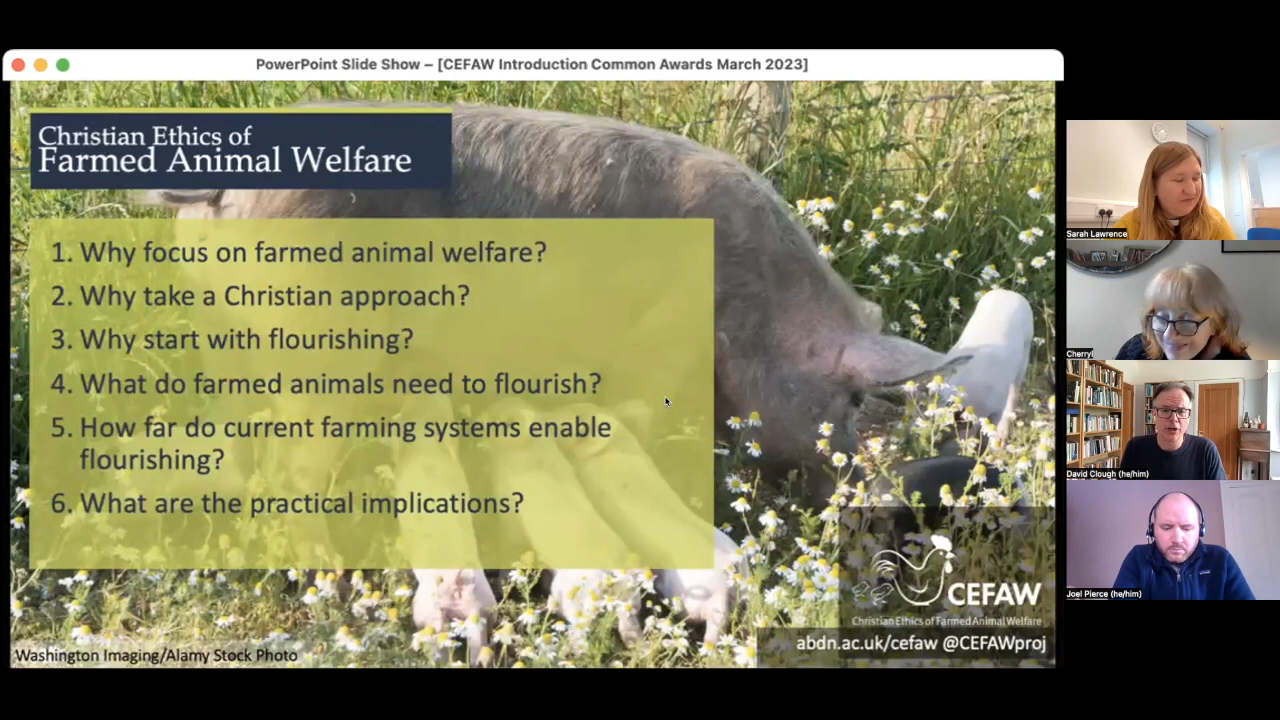 PowerPoint Slide Show – [CEFAW Introduction Common Awards March 2023]
Christian Ethics of
Farmed Animal Welfare
1. Why focus on farmed animal welfare?
2. Why take a Christian approach?
3. Why start with flourishing?
4. What do farmed animals need to flourish?
5. How far do current farming systems enable
flourishing?
6. What are the practical implications?
CEFAW
Christian Ethics of Farmed Animal Welfare
abdn.ac.uk/cefaw @CEFAWproj
Washington Imaging/Alamy Stock Photo
Sarah Lawrence
Cherryl
David Clough (he/him)
Joel Pierce (he/him)